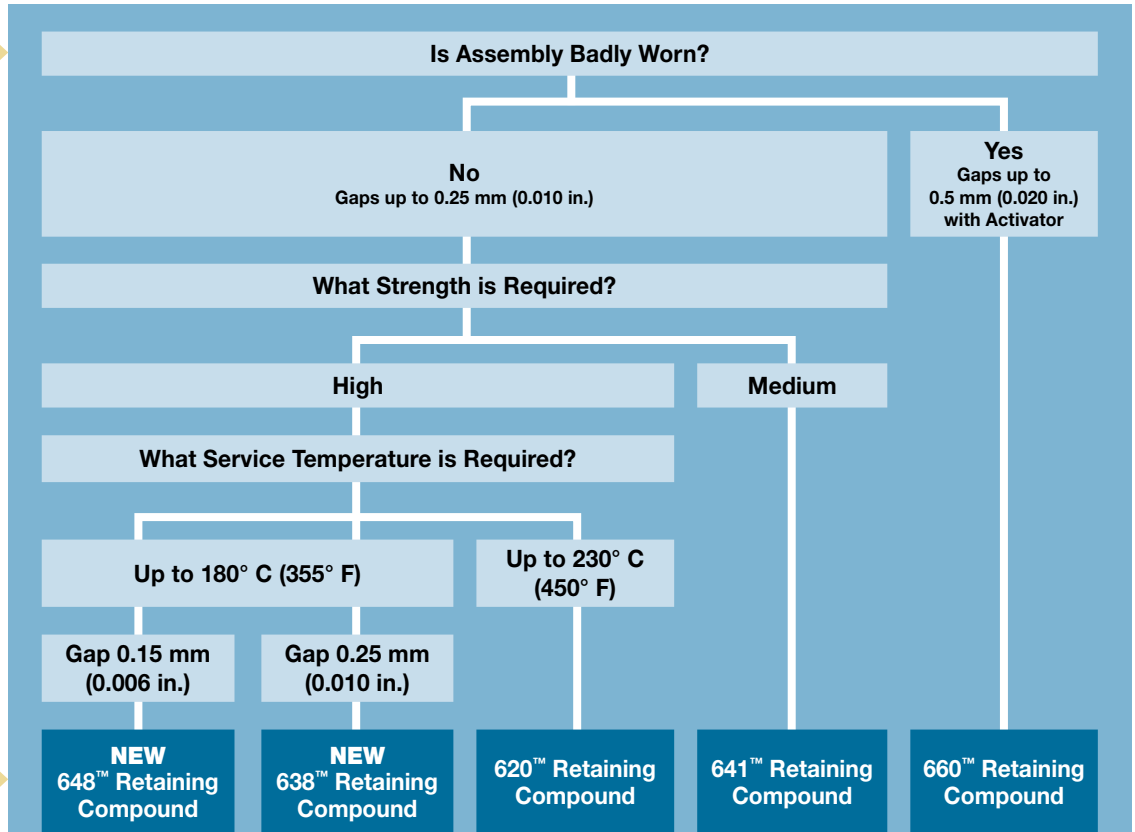 Is Assembly Badly Worn?
No
Gaps up to 0.25 mm (0.010 in.)
Yes
Gaps up to
0.5 mm (0.020 in.)
with Activator
What Strength is Required?
High
Medium
What Service Temperature is Required?
Up to 180° C (355° F)
Up to 230° C
(450° F)
Gap 0.15 mm
(0.006 in.)
Gap 0.25 mm
(0.010 in.)
NEW
648™ Retaining
Compound
NEW
638™ Retaining
Compound
620™ Retaining
Compound
641™ Retaining
Compound
660™ Retaining
Compound